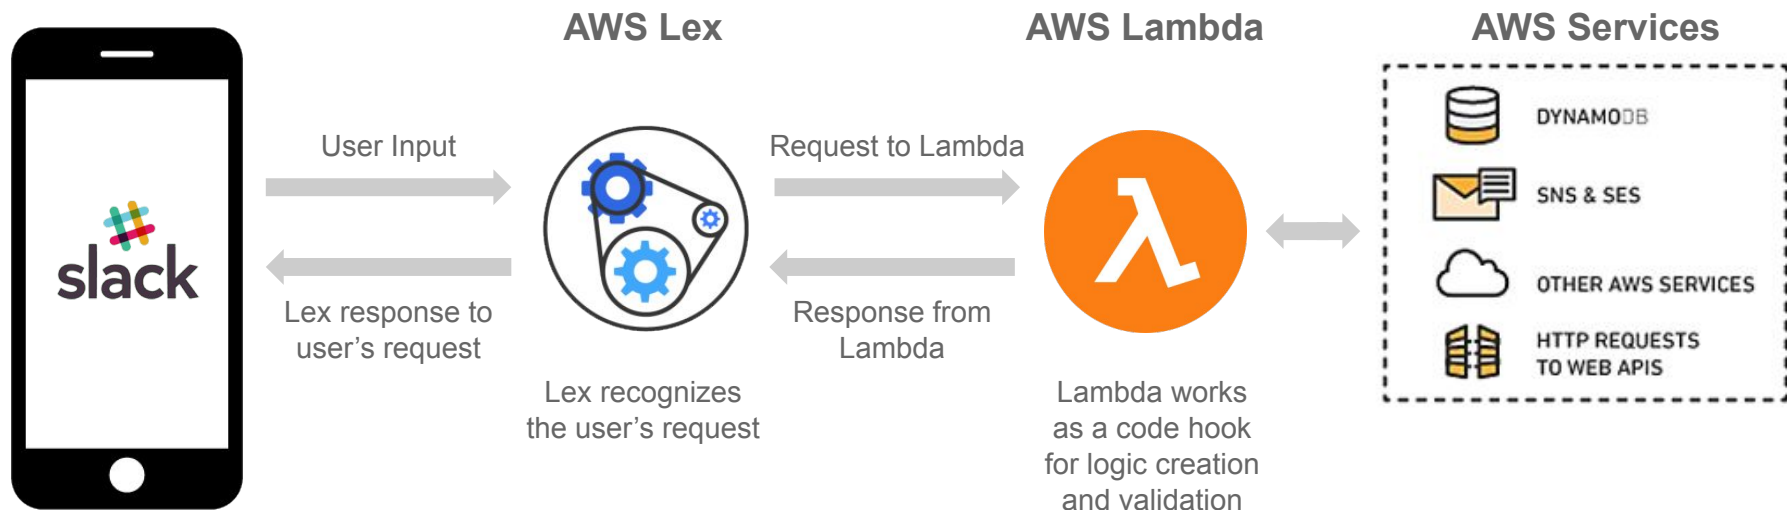 AWS Lex
AWS Lambda
AWS Services
slack
User Input
Lex response to
user's request
Lex recognizes
the user's request
Request to Lambda
Response from
Lambda
Lambda works
as a code hook
for logic creation
and validation
DYNAMODB
SNS & SES
OTHER AWS SERVICES
HTTP REQUESTS
TO WEB APIS